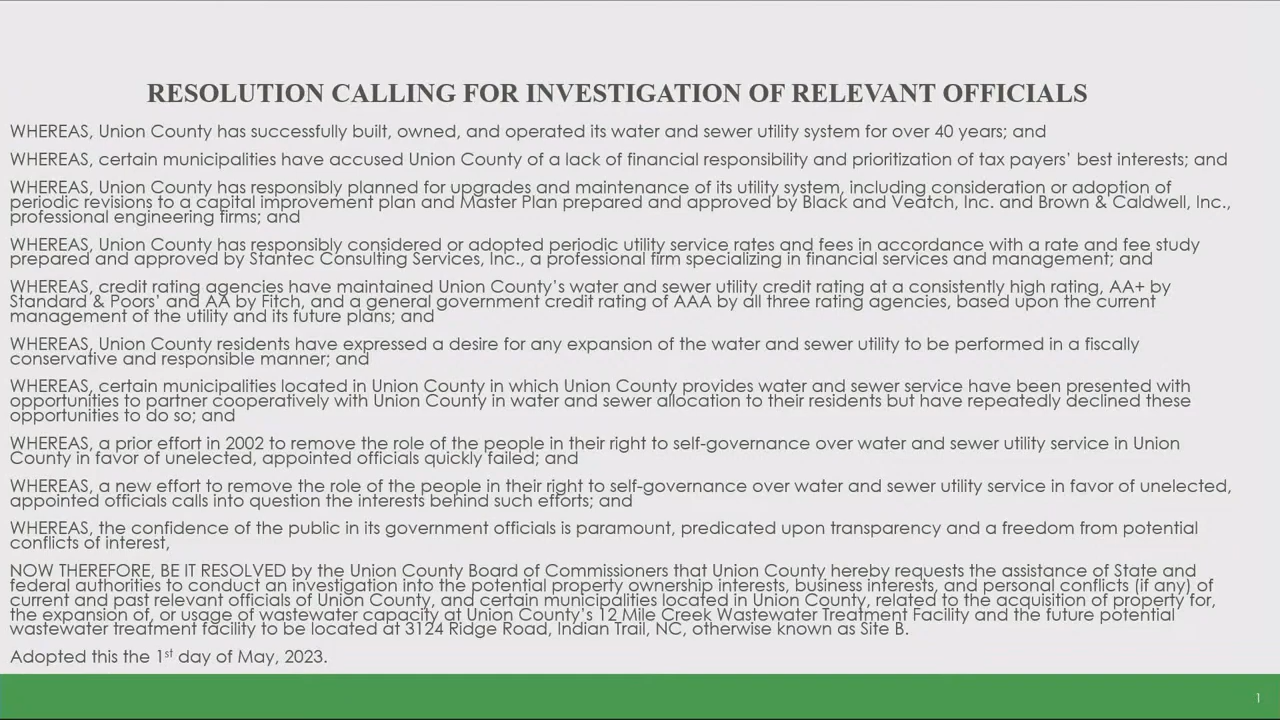 RESOLUTION CALLING FOR INVESTIGATION OF RELEVANT OFFICIALS
WHEREAS, Union County has successfully built, owned, and operated its water and sewer utility system for over 40 years; and
WHEREAS, certain municipalities have accused Union County of a lack of financial responsibility and prioritization of tax payers' best interests; and
WHEREAS, Union County has responsibly planned for upgrades and maintenance of its utility system, including consideration or adoption of
periodic revisions to a capital improvement plan and Master Plan prepared and approved by Black and Veatch, Inc. and Brown & Caldwell, Inc.,
professional engineering firms; and
WHEREAS, Union County has responsibly considered or adopted periodic utility service rates and fees in accordance with a rate and fee study
prepared and approved by Stantec Consulting Services, Inc., a professional firm specializing in financial services and management; and
WHEREAS, credit rating agencies have maintained Union County's water and sewer utility credit rating at a consistently high rating, AA+ by
Standard & Poors' and AA by Fitch, and a general government credit rating of AAA by all three rating agencies, based upon the current
management of the utility and its future plans; and
WHEREAS, Union County residents have expressed a desire for any expansion of the water and sewer utility to be performed in a fiscally
conservative and responsible manner; and
WHEREAS, certain municipalities located in Union County in which Union County provides water and sewer service have been presented with
opportunities to partner cooperatively with Union County in water and sewer allocation to their residents but have repeatedly declined these
opportunities to do so; and
WHEREAS, a prior effort in 2002 to remove the role of the people in their right to self-governance over water and sewer utility service in Union
County in favor of unelected, appointed officials quickly failed; and
WHEREAS, a new effort to remove the role of the people in their right to self-governance over water and sewer utility service in favor of unelected,
appointed officials calls into question the interests behind such efforts; and
WHEREAS, the confidence of the public in its government officials is paramount, predicated upon transparency and a freedom from potential
conflicts of interest,
NOW THEREFORE, BE IT RESOLVED by the Union County Board of Commissioners that Union County hereby requests the assistance of State and
federal authorities to conduct an investigation into the potential property ownership interests, business interests, and personal conflicts (if any) of
current and past relevant officials of Union County, and certain municipalities located in Union County, related to the acquisition of property for,
the expansion of, or usage of wastewater capacity at Union County's 12 Mile Creek Wastewater Treatment Facility and the future potential
wastewater treatment facility to be located at 3124 Ridge Road, Indian Trail, NC, otherwise known as Site B.
Adopted this the 1st day of May, 2023.
1